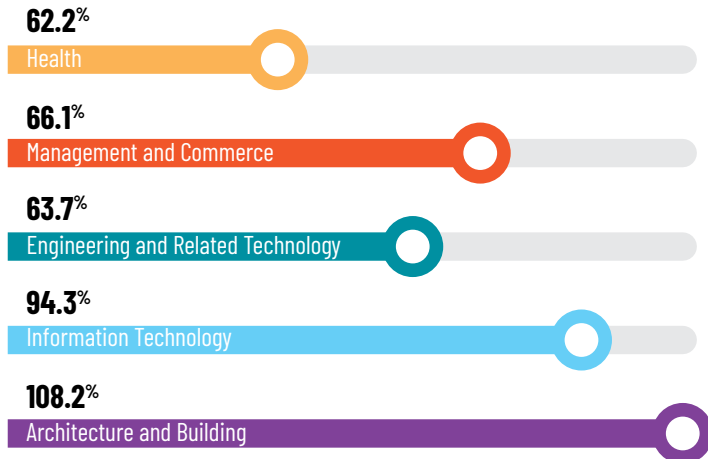 62.2%
Health
66.1%
Management and Commerce
63.7%
Engineering and Related Technology
94.3%
Information Technology
108.2%
Architecture and Building